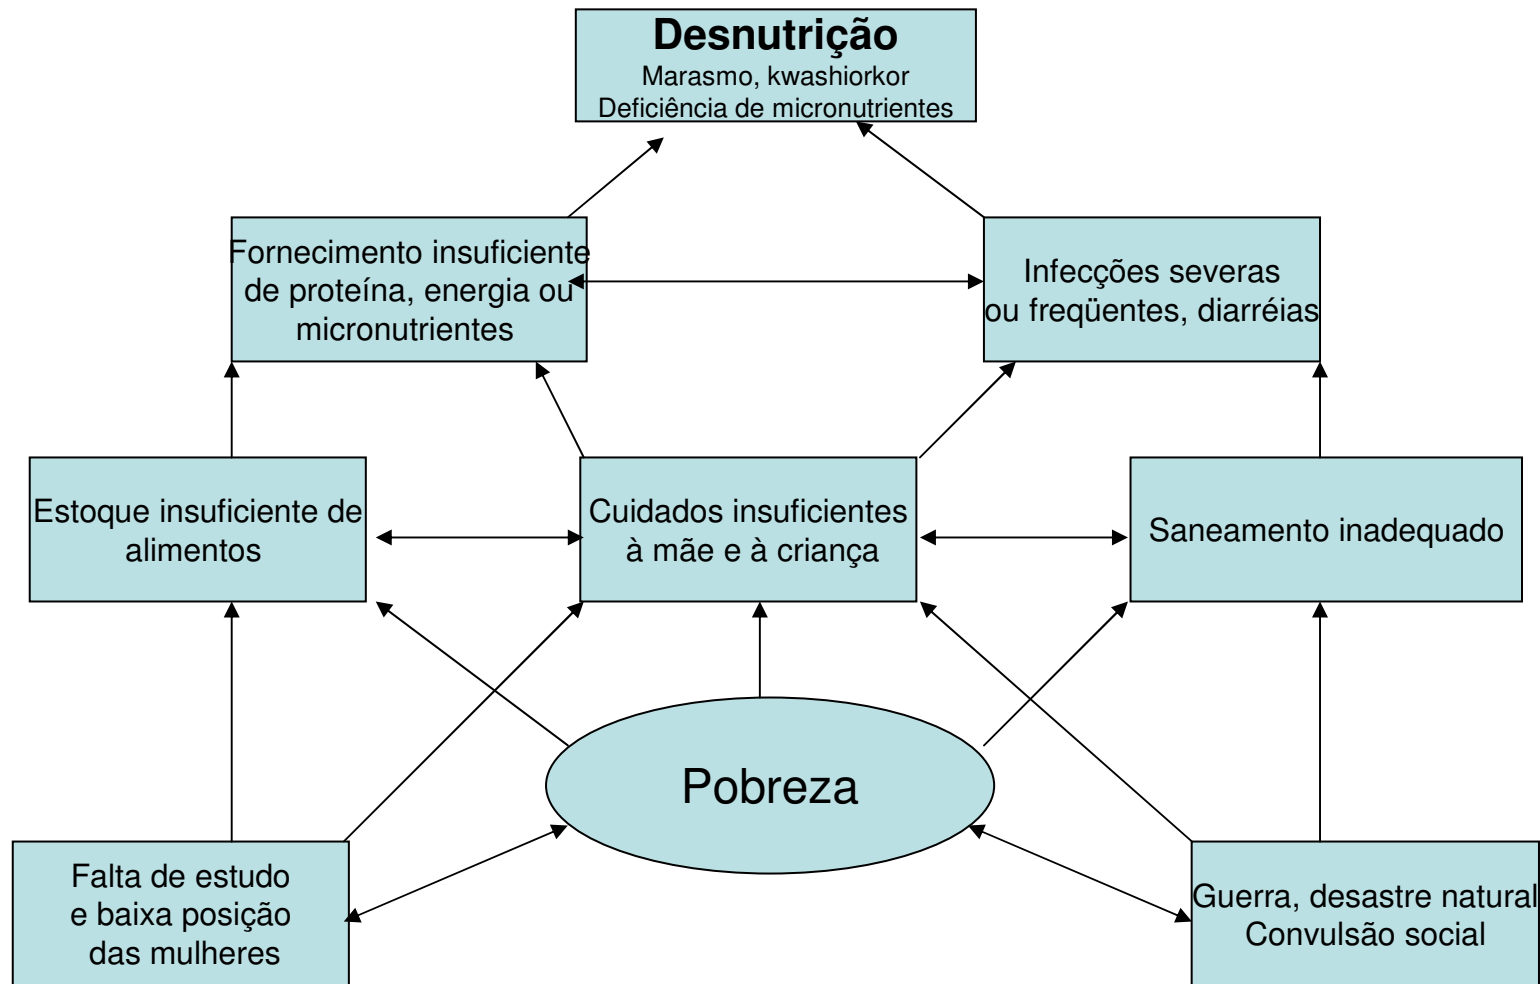 Desnutrição
Marasmo, kwashiorkor
Deficiência de micronutrientes
Fornecimento insuficiente
de proteína, energia ou
micronutrientes
Infecções severas
ou freqüentes, diarréias
Estoque insuficiente de
alimentos
Cuidados insuficientes
à mãe e à criança
Saneamento inadequado
Pobreza
Falta de estudo
e baixa posição
das mulheres
Guerra, desastre natural
Convulsão social